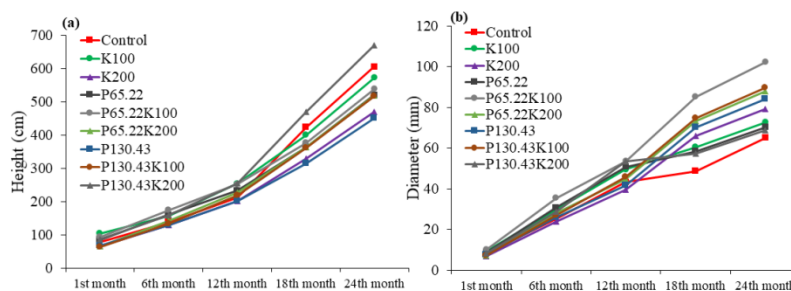 (a)
700
600
500
400
300
200
100
0
Height (cm)
Control
K100
K200
P65.22
P65.22K100
P65.22K200
P130.43
P130.43K100
P130.43K200
1st month 6th month 12th month 18th month 24th month
(b)
120
100
80
60
40
20
0
Diameter (mm)
Control
K100
K200
P65.22
P65.22K100
P65.22K200
P130.43
P130.43K100
P130.43K200
1st month 6th month 12th month 18th month 24th month